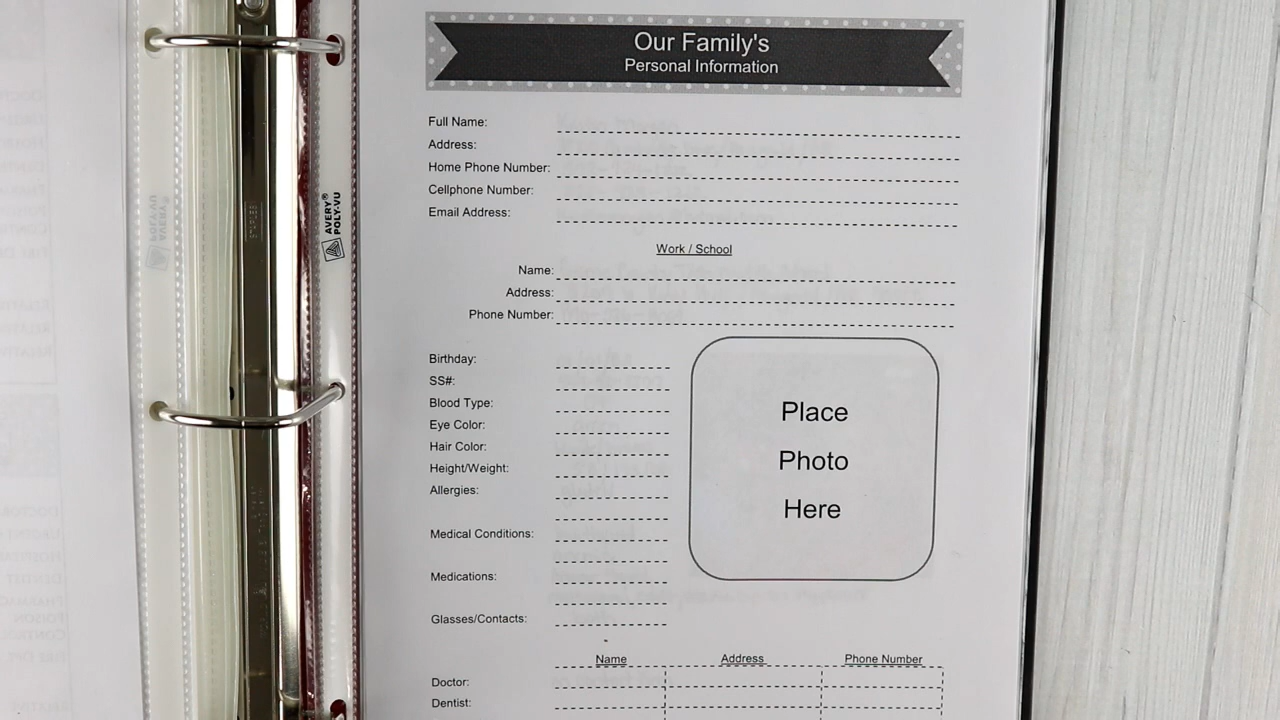 Our Family's
Personal Information
Full Name:
Address:
Home Phone Number:
Cellphone Number:
Email Address:
Work / School
Name:
Address:
Phone Number:
Birthday:
SS#:
Blood Type:
Eye Color:
Hair Color:
Height/Weight:
Allergies:
Medical Conditions:
Medications:
Glasses/Contacts:
Place
Photo
Here
Name Address Phone Number
Doctor:
Dentist:
AVERY®
POLY-VU